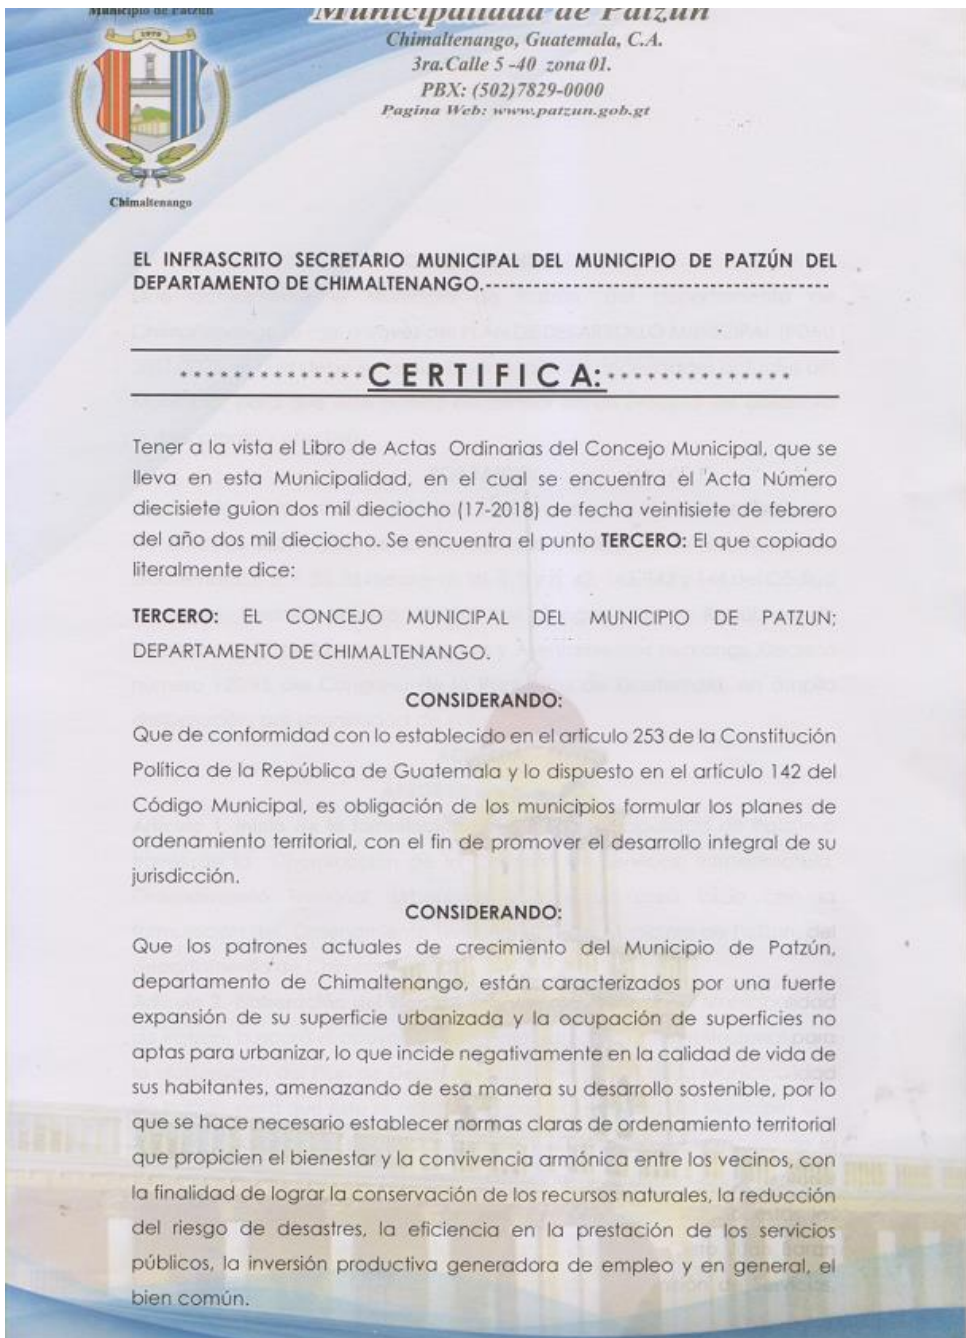 Municipio de Patzún
Municipalidad de Patzún
Chimaltenango, Guatemala, C.A.
3ra.Calle 5 -40 zona 01.
PBX: (502)7829-0000
Pagina Web: www.patzun.gob.gt
Chimaltenango
EL INFRASCRITO SECRETARIO MUNICIPAL DEL MUNICIPIO DE PATZÚN DEL
DEPARTAMENTO DE CHIMALTENANGO.-------------------------------------------
CERTIFICA:
Tener a la vista el Libro de Actas Ordinarias del Concejo Municipal, que se
lleva en esta Municipalidad, en el cual se encuentra el Acta Número
diecisiete guion dos mil dieciocho (17-2018) de fecha veintisiete de febrero
del año dos mil dieciocho. Se encuentra el punto TERCERO: El que copiado
literalmente dice:
TERCERO: EL CONCEJO MUNICIPAL DEL MUNICIPIO DE PATZUN;
DEPARTAMENTO DE CHIMALTENANGO.
CONSIDERANDO:
Que de conformidad con lo establecido en el artículo 253 de la Constitución
Política de la República de Guatemala y lo dispuesto en el artículo 142 del
Código Municipal, es obligación de los municipios formular los planes de
ordenamiento territorial, con el fin de promover el desarrollo integral de su
jurisdicción.
CONSIDERANDO:
Que los patrones actuales de crecimiento del Municipio de Patzún,
departamento de Chimaltenango, están caracterizados por una fuerte
expansión de su superficie urbanizada y la ocupación de superficies no
aptas para urbanizar, lo que incide negativamente en la calidad de vida de
sus habitantes, amenazando de esa manera su desarrollo sostenible, por lo
que se hace necesario establecer normas claras de ordenamiento territorial
que propicien el bienestar y la convivencia armónica entre los vecinos, con
la finalidad de lograr la conservación de los recursos naturales, la reducción
del riesgo de desastres, la eficiencia en la prestación de los servicios
públicos, la inversión productiva generadora de empleo y en general, el
bien común.